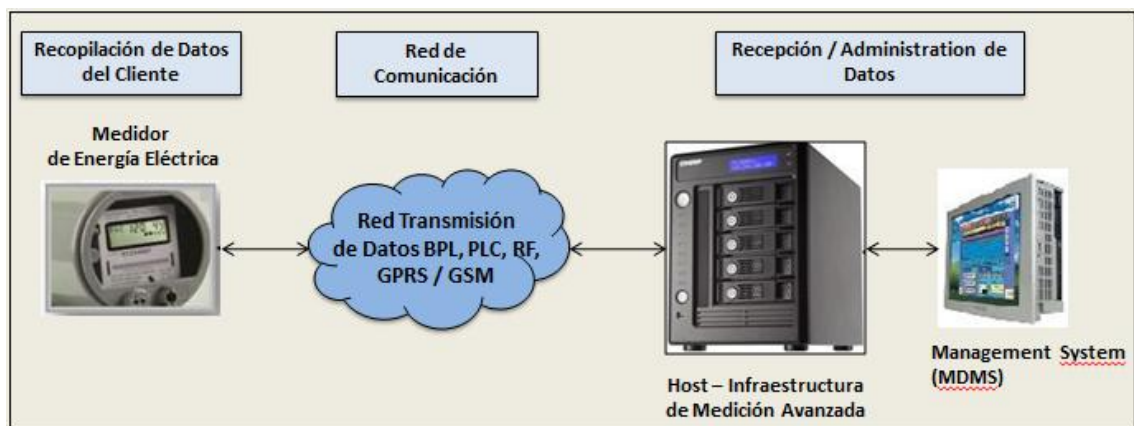 Recopilación de Datos
del Cliente
Red de
Comunicación
Recepción / Administration de
Datos
Medidor
de Energía Eléctrica
Red Transmisión
de Datos BPL, PLC, RF,
GPRS / GSM
Host – Infraestructura
de Medición Avanzada
Management System
(MDMS)